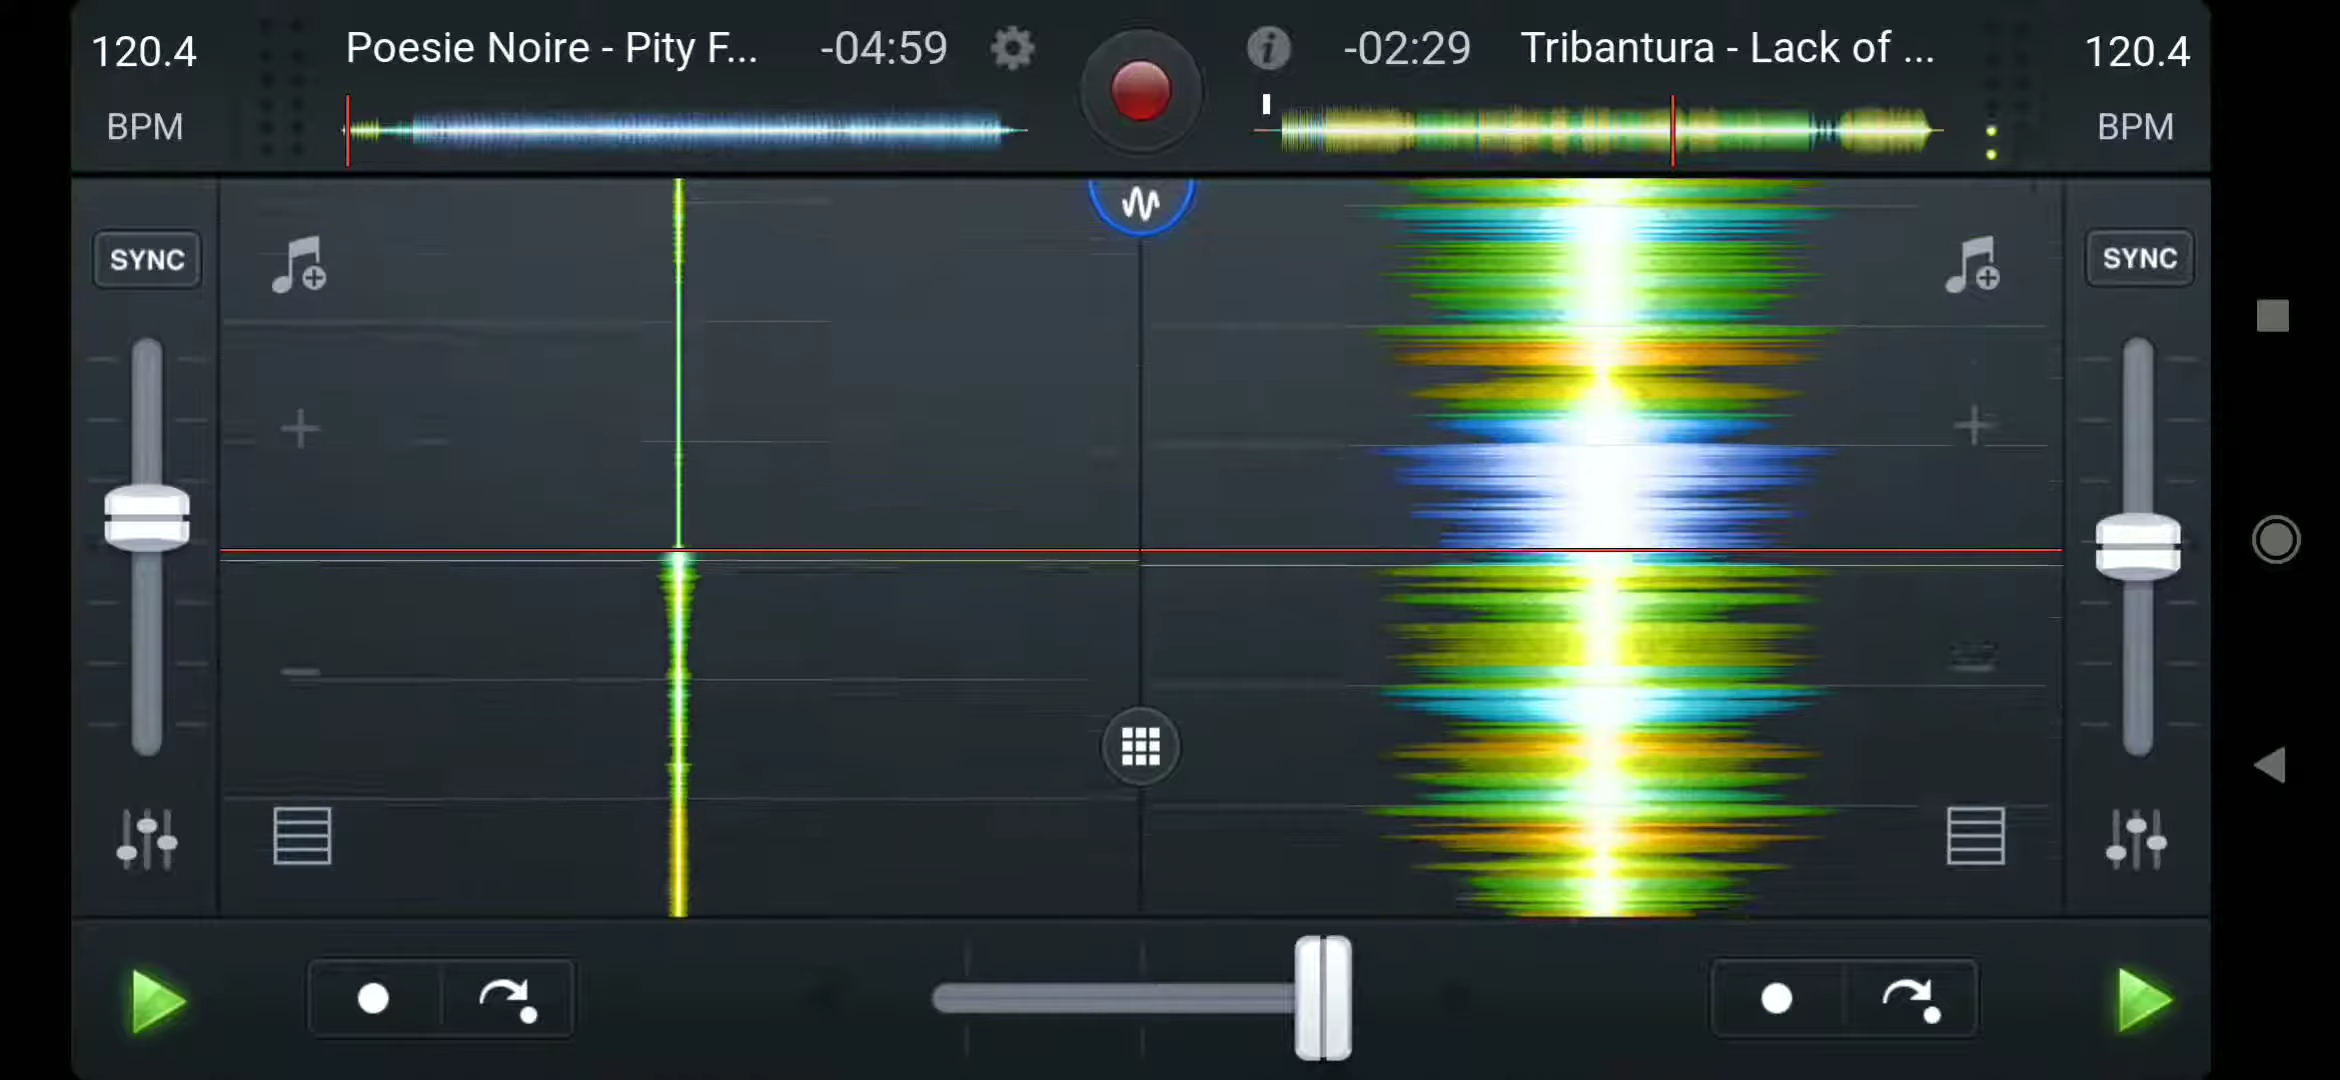 120.4
BPM
Poesie Noire - Pity F...
-04:59
-02:29
Tribantura - Lack of ...
120.4
BPM
SYNC
SYNC